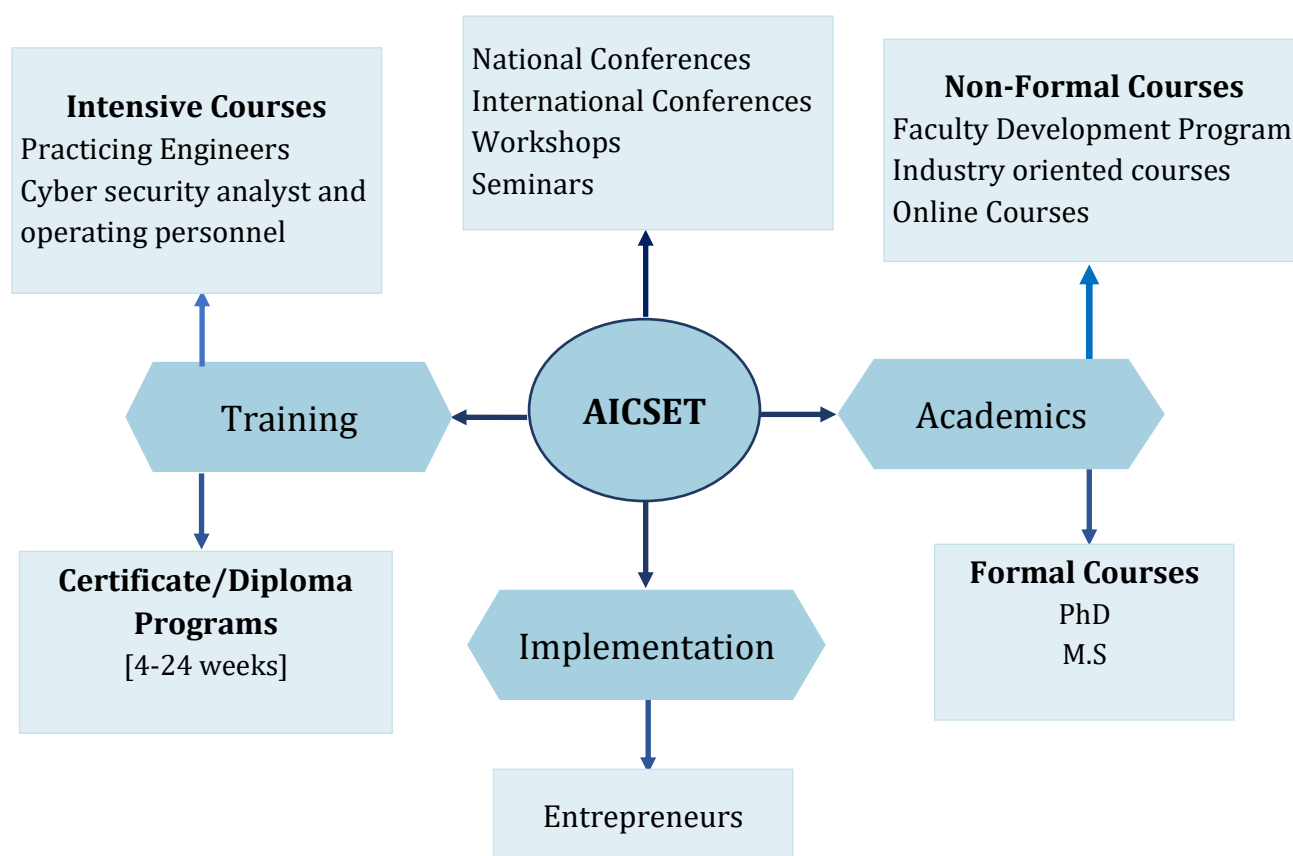 Intensive Courses
Practicing Engineers
Cyber security analyst and
operating personnel
National Conferences
International Conferences
Workshops
Seminars
Non-Formal Courses
Faculty Development Program
Industry oriented courses
Online Courses
Training
AICSET
Academics
Certificate/Diploma
Programs
[4-24 weeks]
Implementation
Formal Courses
PhD
M.S
Entrepreneurs